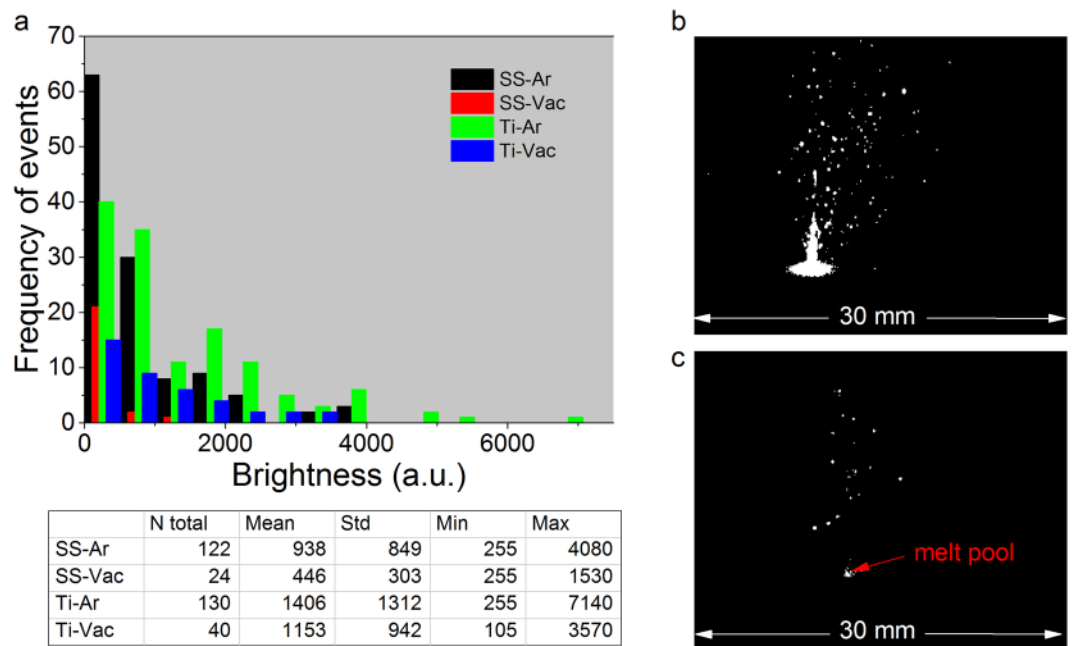 a
70
60
50
40
30
20
10
0
Frequency of events
SS-Ar
SS-Vac
Ti-Ar
Ti-Vac
0 2000 4000 6000
Brightness (a.u.)
N total Mean Std Min Max
SS-Ar 122 938 849 255 4080
SS-Vac 24 446 303 255 1530
Ti-Ar 130 1406 1312 255 7140
Ti-Vac 40 1153 942 105 3570
b
30 mm
c
melt pool
30 mm